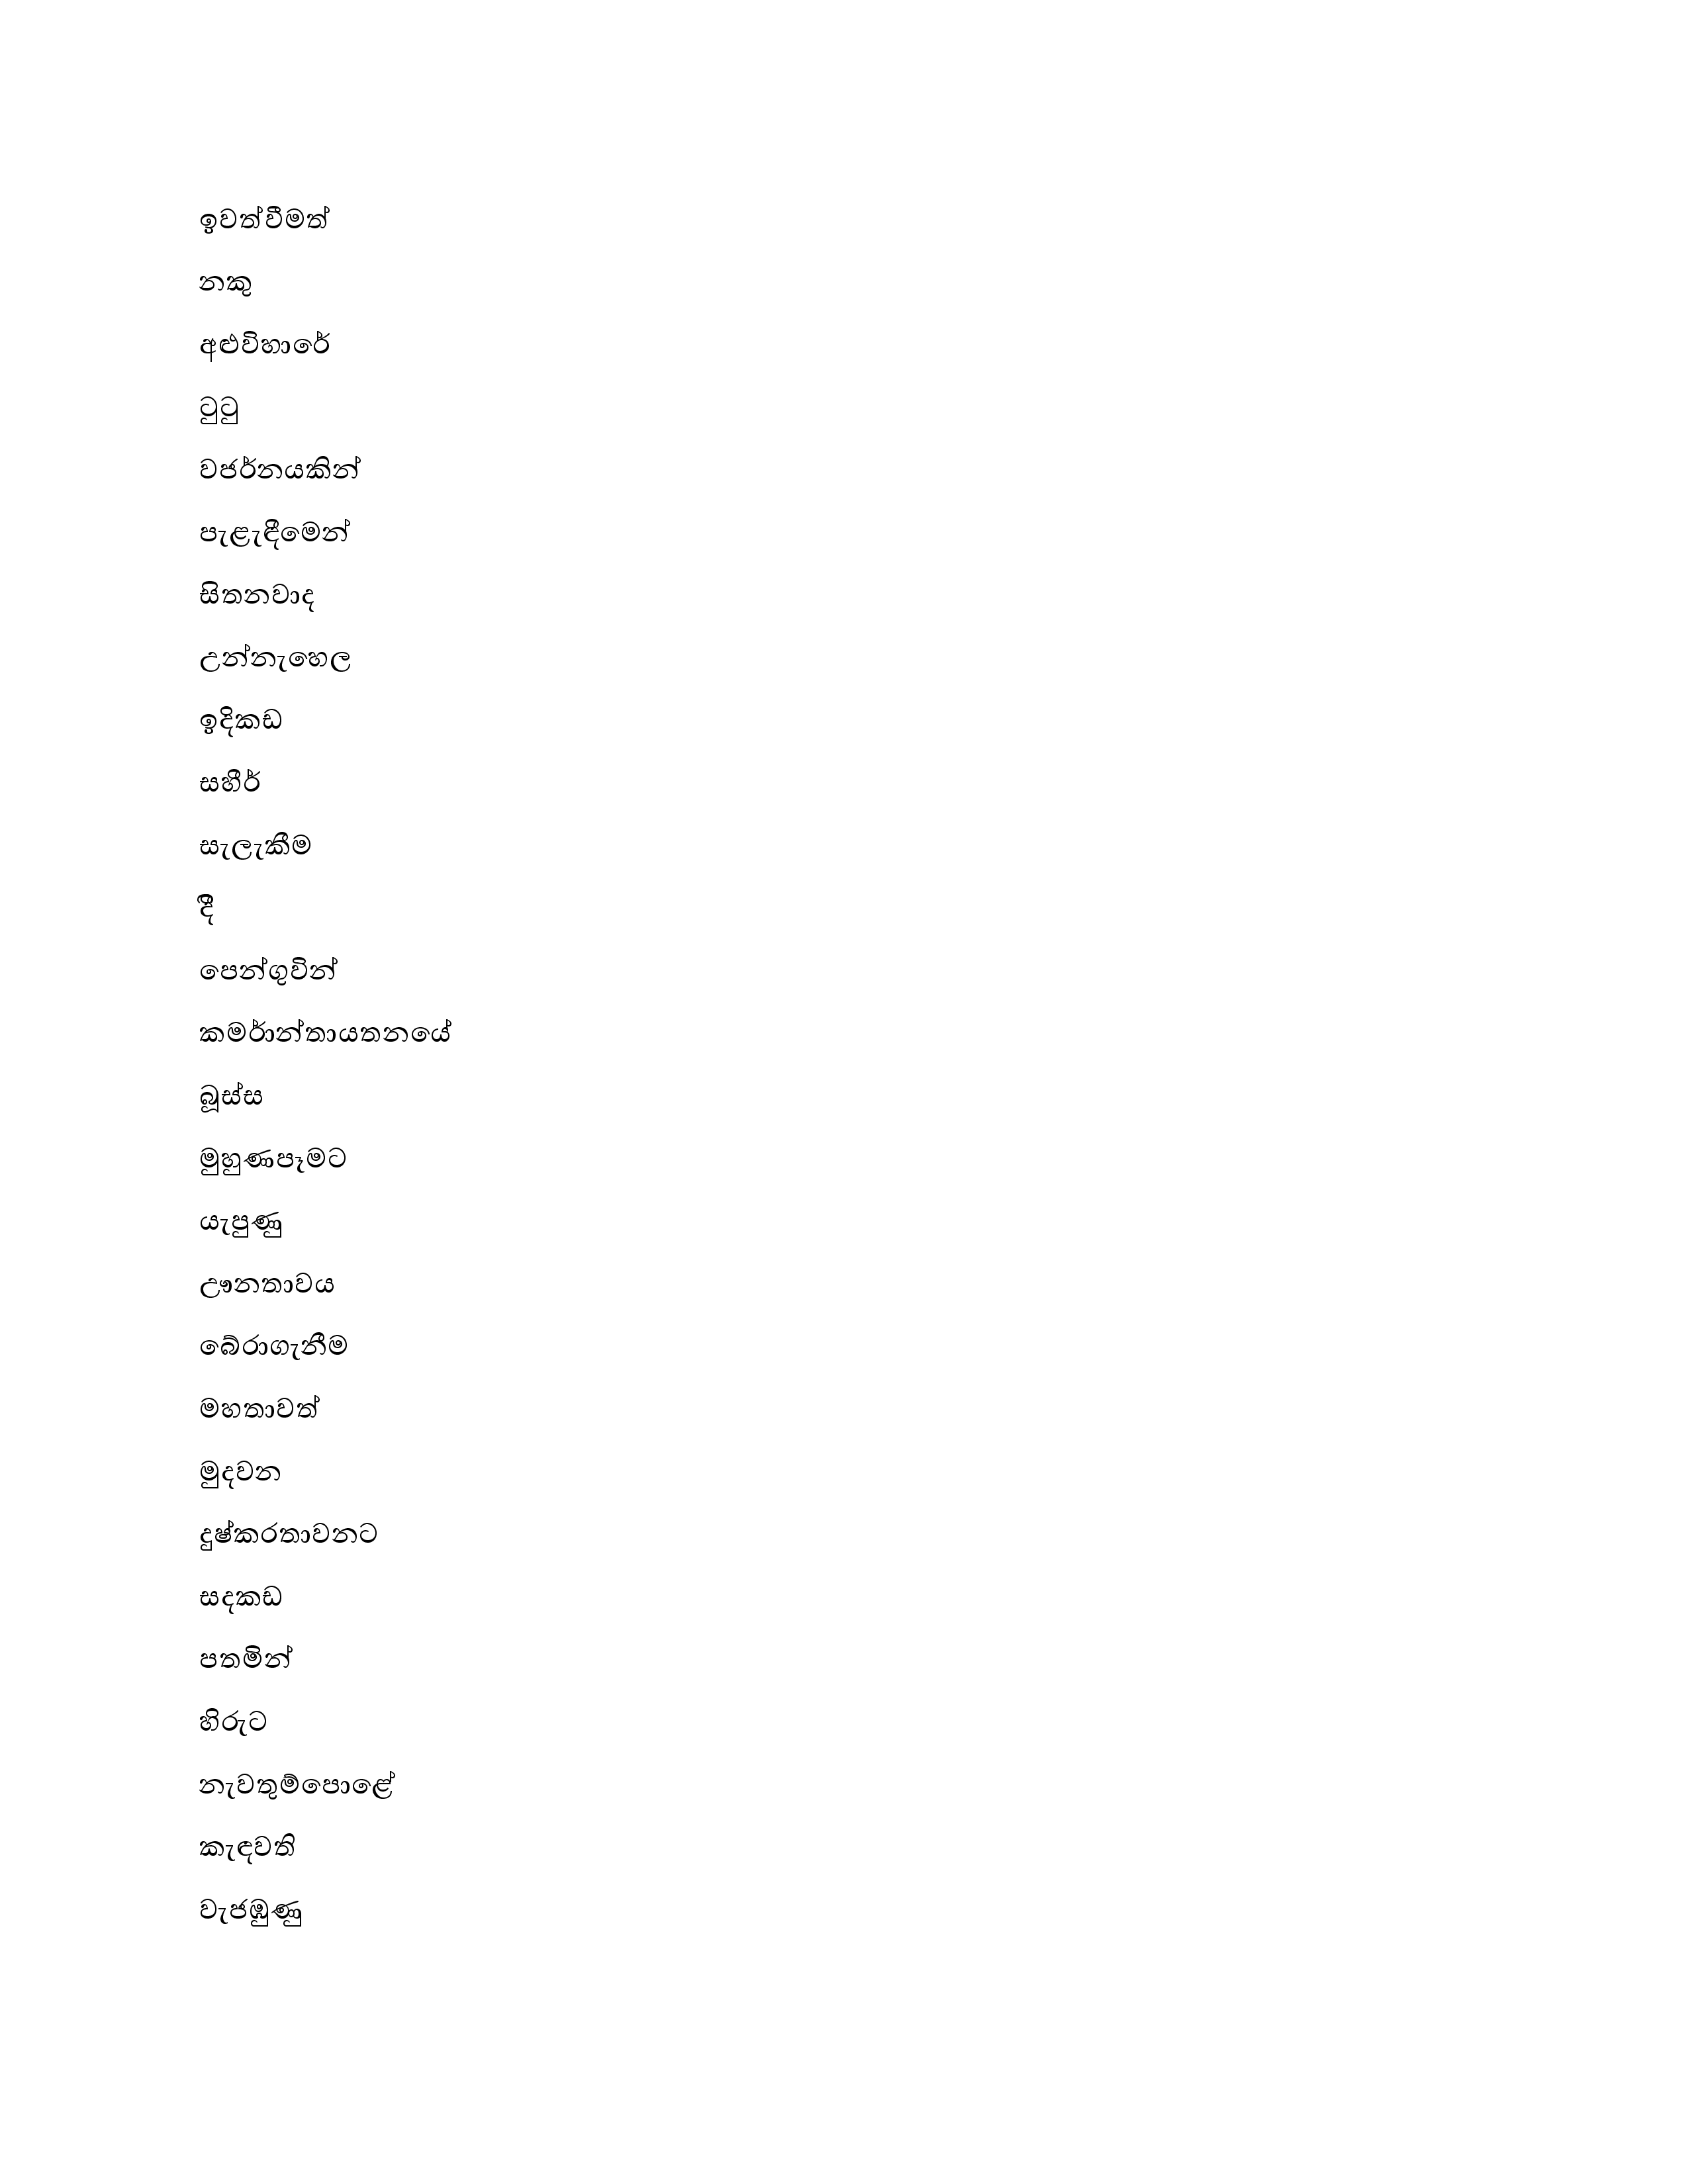 ඉවත්වීමත්
නකු
අළුවිහාරේ
ටුටු
වජර්නයකින්
පැළැඳීමෙන්
සිතනවාද
උන්නැහෙල
ඉදිකඩ
සහීර්
සැලැකීම
පෙන්ගුවින්
කමර්ාන්තායතනයේ
බූස්ස
මුහුණපෑමට
යැපුණු
ඌනතාවය
බේරාගැනීම
මහතාවත්
මුදවන
දුෂ්කරතාවනට
සදකඩ
පතමින්
හිරුට
නැවතුම්පොළේ
කැඳවති
වැජඹුණු